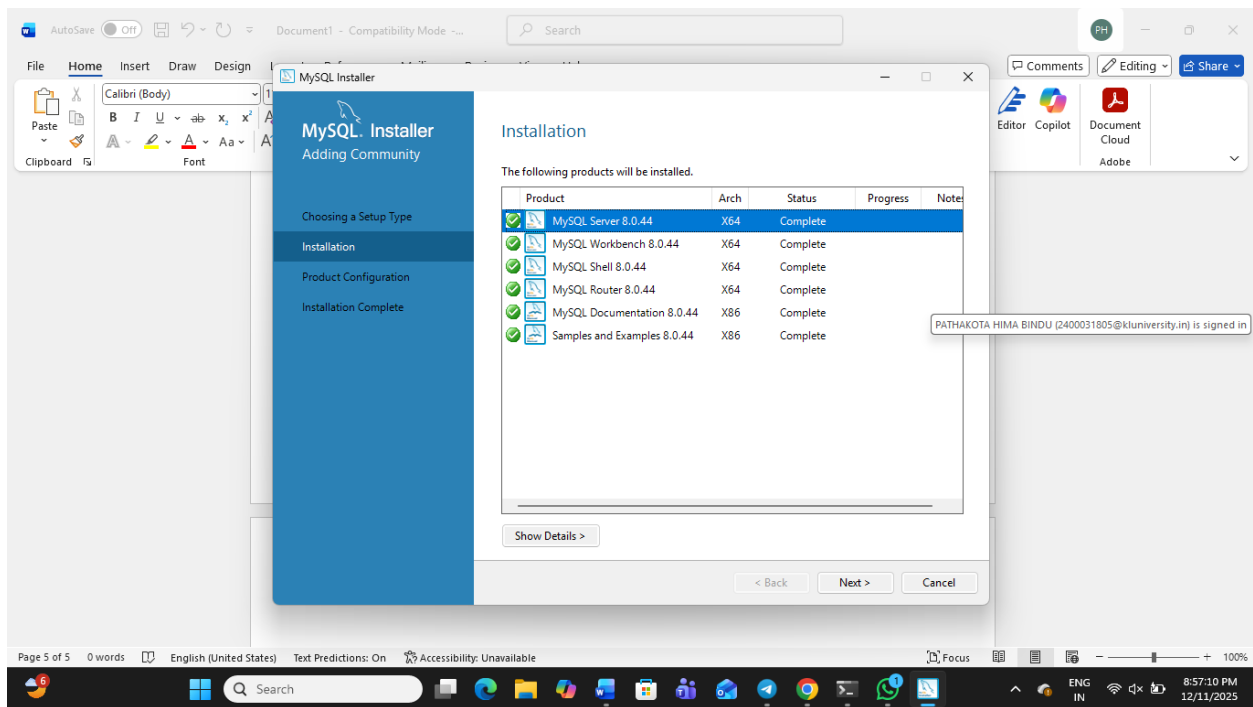 AutoSave Off Document1 - Compatibility Mode -... Search PH
File Home Insert Draw Design Comments Editing Share
Calibri (Body)
Paste B I U ab x₂ x² Editor Copilot Document Cloud
A A Aa
Clipboard Font Adobe
MySQL Installer
MySQL. Installer
Adding Community
Choosing a Setup Type
Installation
Product Configuration
Installation Complete
Installation
The following products will be installed.
Product Arch Status Progress Notes
MySQL Server 8.0.44 X64 Complete
MySQL Workbench 8.0.44 X64 Complete
MySQL Shell 8.0.44 X64 Complete
MySQL Router 8.0.44 X64 Complete
MySQL Documentation 8.0.44 X86 Complete
Samples and Examples 8.0.44 X86 Complete
PATHAKOTA HIMA BINDU (2400031805@kluniversity.in) is signed in
Show Details >
< Back Next > Cancel
Page 5 of 5 0 words English (United States) Text Predictions: On Accessibility: Unavailable Focus 100%
6 Search 1 ENG 8:57:10 PM
IN 12/11/2025